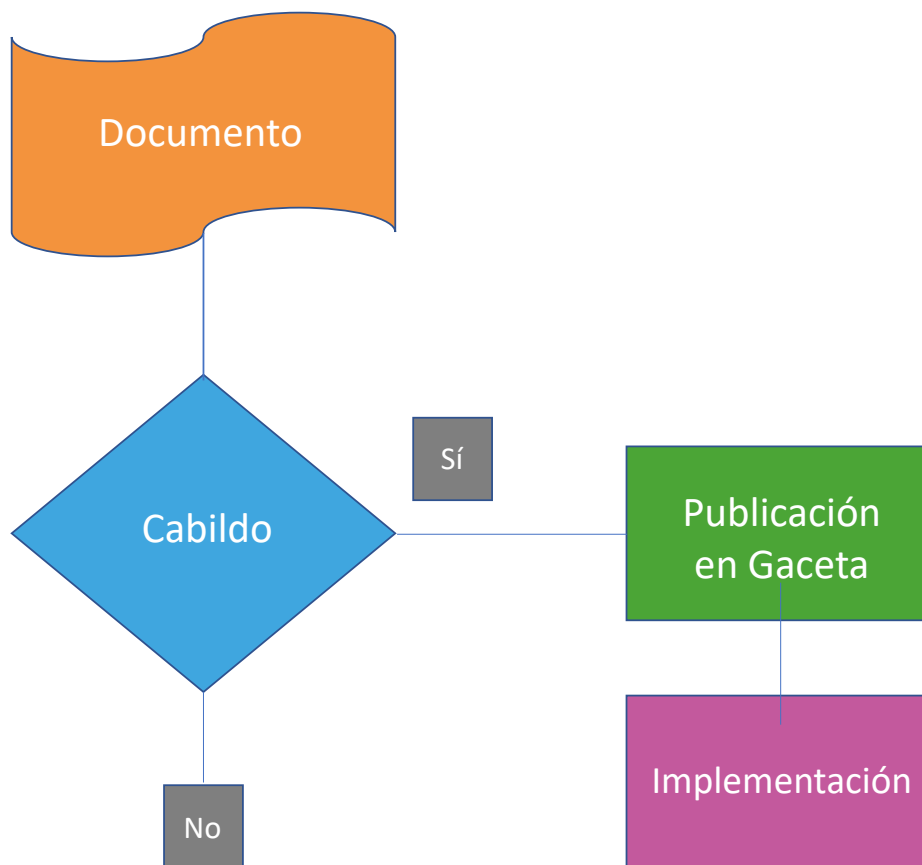 Documento
Sí
Cabildo
Publicación
en Gaceta
Implementación
No